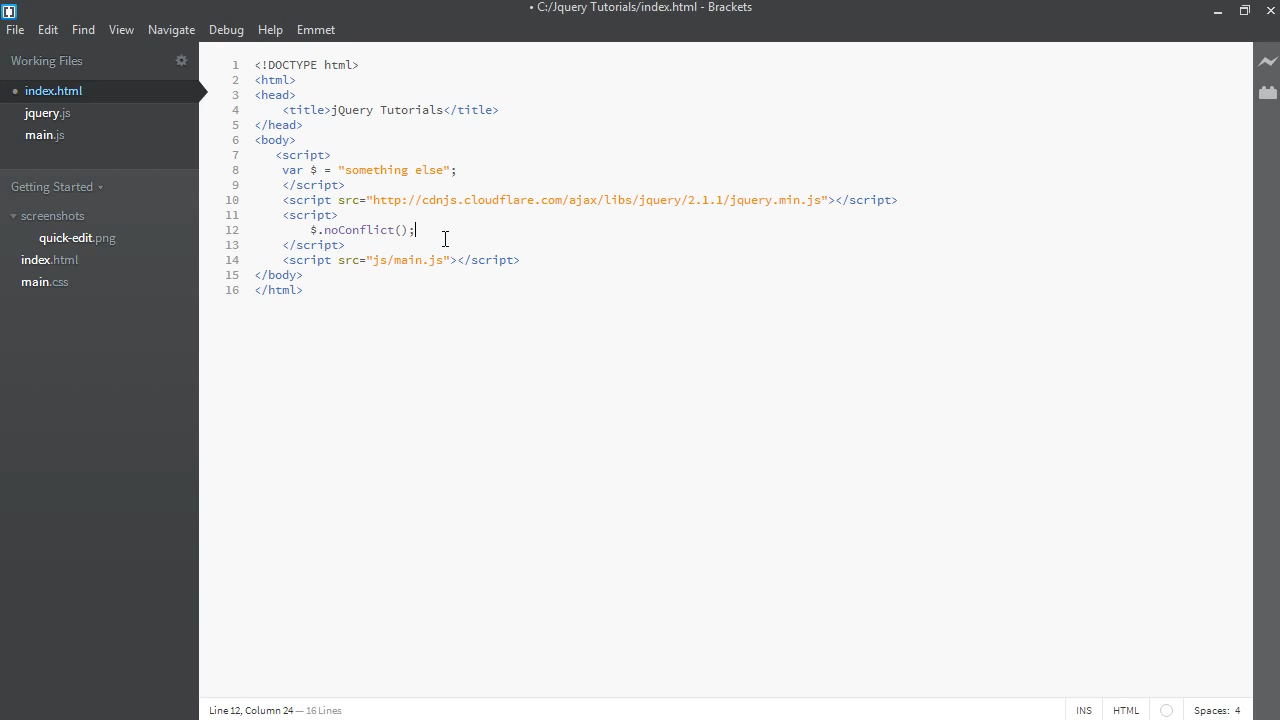 • C:/Jquery Tutorials/index.html - Brackets
File Edit Find View Navigate Debug Help Emmet
Working Files
index.html
jquery.js
main.js
Getting Started
screenshots
quick-edit.png
index.html
main.css
1 <!DOCTYPE html>
2 <html>
3 <head>
4 <title>jQuery Tutorials</title>
5 </head>
6 <body>
7 <script>
8 var $ = "something else";
9 </script>
10 <script src="http://cdnjs.cloudflare.com/ajax/libs/jquery/2.1.1/jquery.min.js"></script>
11 <script>
12 $.noConflict();
13 </script>
14 <script src="js/main.js"></script>
15 </body>
16 </html>
Line 12, Column 24 — 16 Lines
INS HTML Spaces: 4